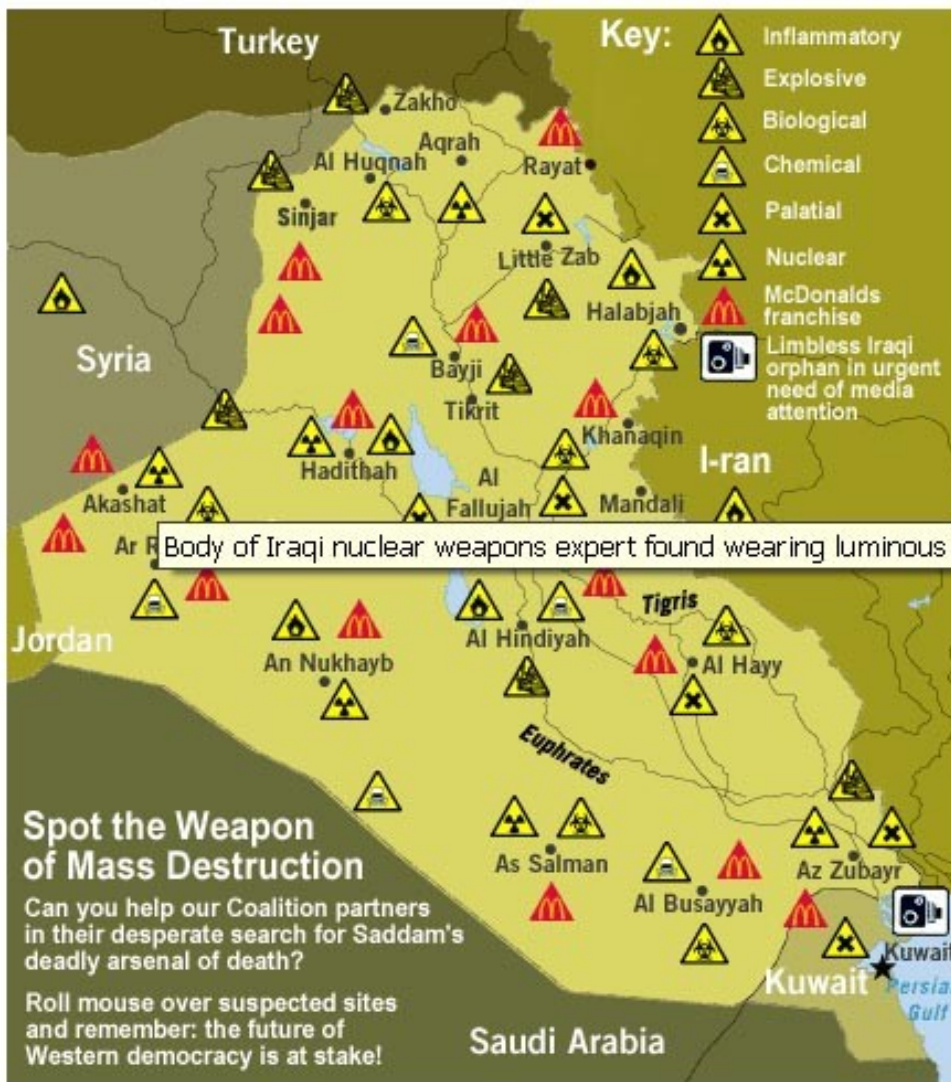 Turkey
Key:
Inflammatory
Explosive
Biological
Chemical
Palatial
Nuclear
McDonalds
franchise
Limbless Iraqi
orphan in urgent
need of media
attention
Zakho
Aqrah
Al Huqnah
Rayat
Sinjar
Little Zab
Halabjah
Syria
Bayji
Tikrit
Khanaqin
Hadithah
I-ran
Al
Fallujah
Mandali
Akashat
Ar
Body of Iraqi nuclear weapons expert found wearing luminous
Tigris
Jordan
Al Hindiyah
An Nukhayb
Al Hayy
Euphrates
Spot the Weapon
of Mass Destruction
As Salman
Az Zubayr
Al Busayyah
Can you help our Coalition partners
in their desperate search for Saddam's
deadly arsenal of death?
Kuwait
Kuwait
Gulf
Roll mouse over suspected sites
and remember: the future of
Western democracy is at stake!
Saudi Arabia